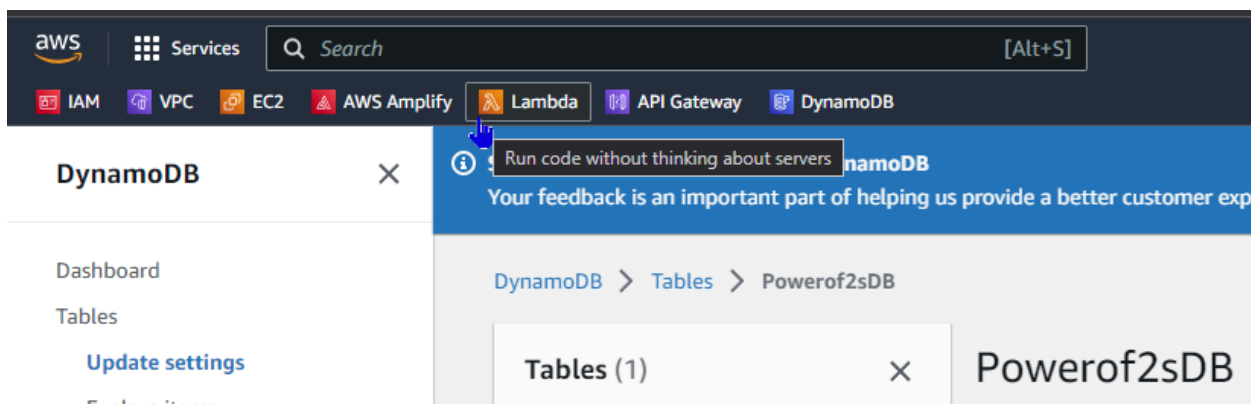 aws Services Search [Alt+S]
IAM VPC EC2 AWS Amplify Lambda API Gateway DynamoDB
Run code without thinking about servers
DynamoDB
Your feedback is an important part of helping us provide a better customer exp
DynamoDB
Dashboard
Tables
Update settings
DynamoDB > Tables > Powerof2sDB
Tables (1)
Powerof2sDB